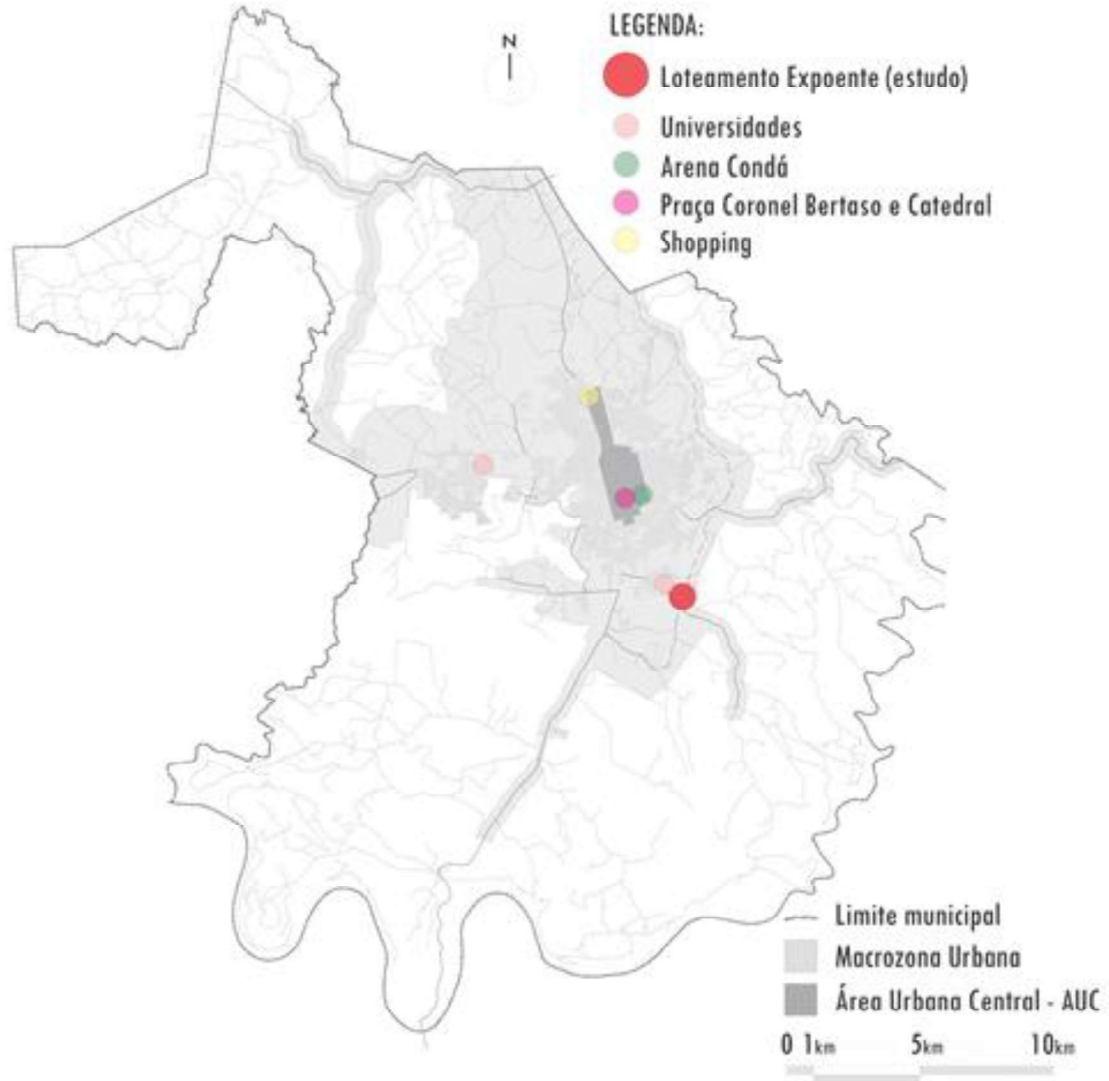 N
LEGENDA:
Loteamento Expoente (estudo)
Universidades
Arena Condá
Praça Coronel Bertaso e Catedral
Shopping
Limite municipal
Macrozona Urbana
Área Urbana Central - AUC
0 1km 5km 10km